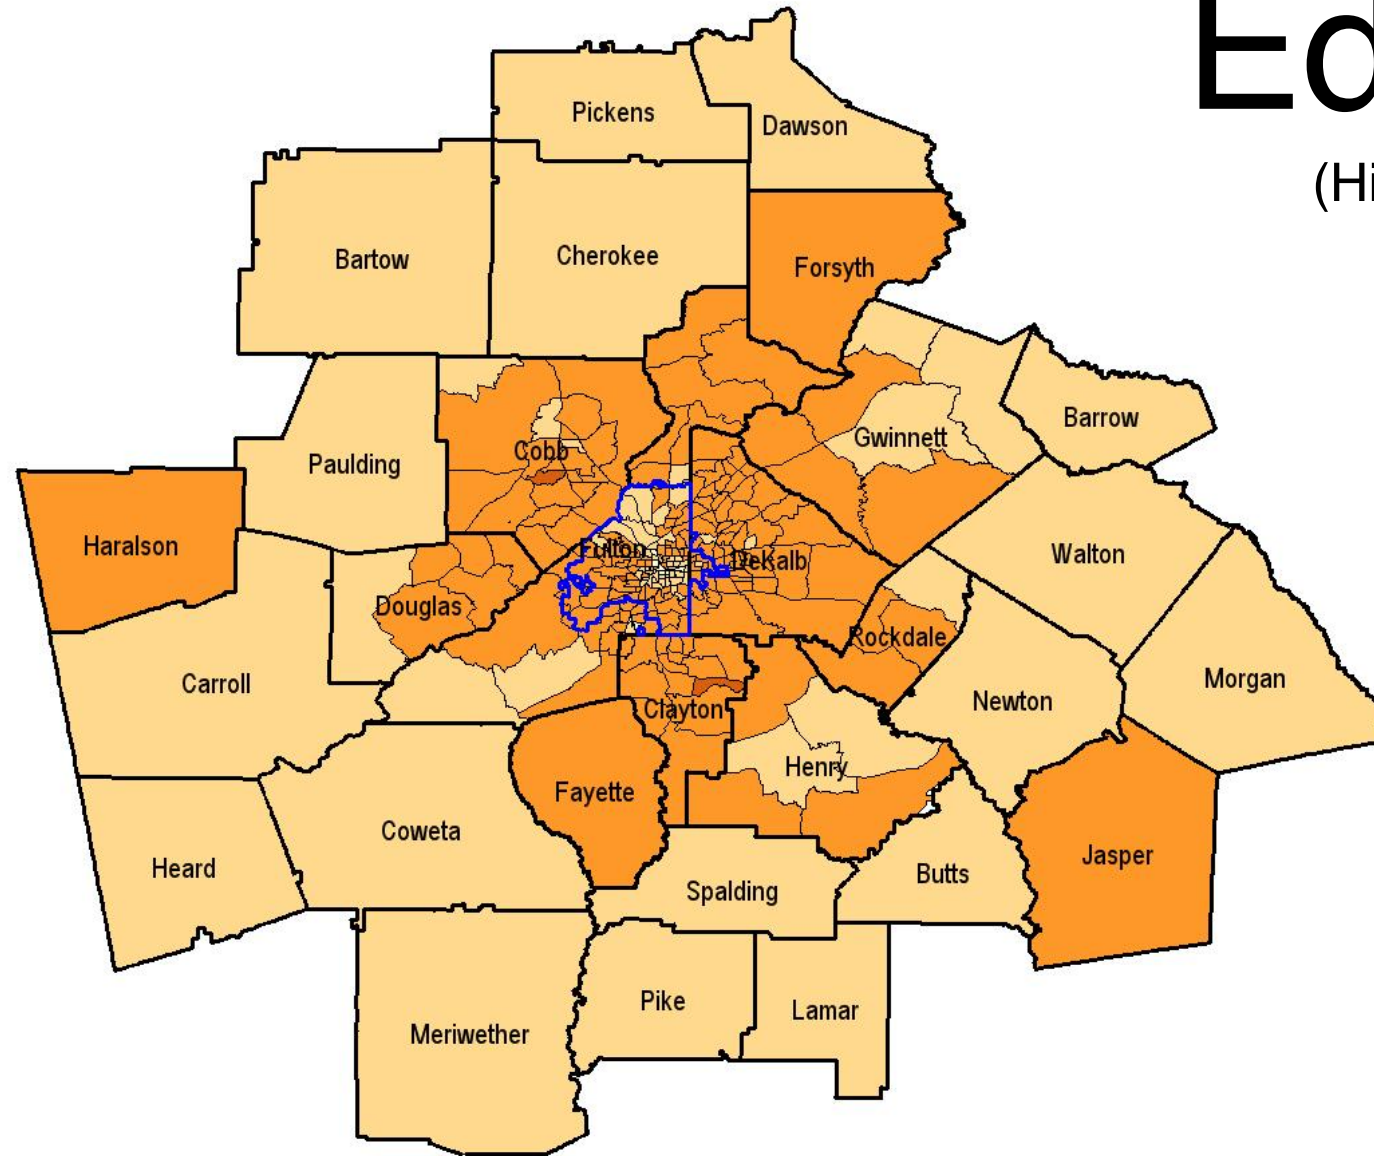 Ed
(Hi
Pickens
Dawson
Bartow
Cherokee
Forsyth
Barrow
Gwinnett
Cobb
Paulding
Haralson
Fulton
DeKalb
Walton
Douglas
Rockdale
Carroll
Morgan
Newton
Clayton
Henry
Fayette
Coweta
Jasper
Heard
Butts
Spalding
Pike
Lamar
Meriwether